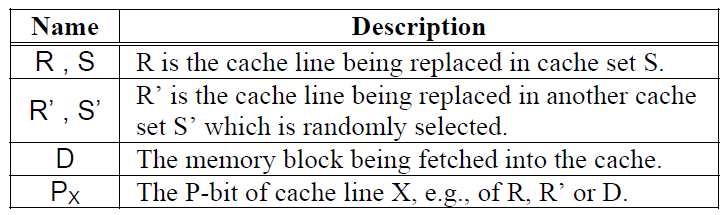 Name Description
R , S R is the cache line being replaced in cache set S.
R’ , S’ R’ is the cache line being replaced in another cache
set S’ which is randomly selected.
D The memory block being fetched into the cache.
PX The P-bit of cache line X, e.g., of R, R’ or D.